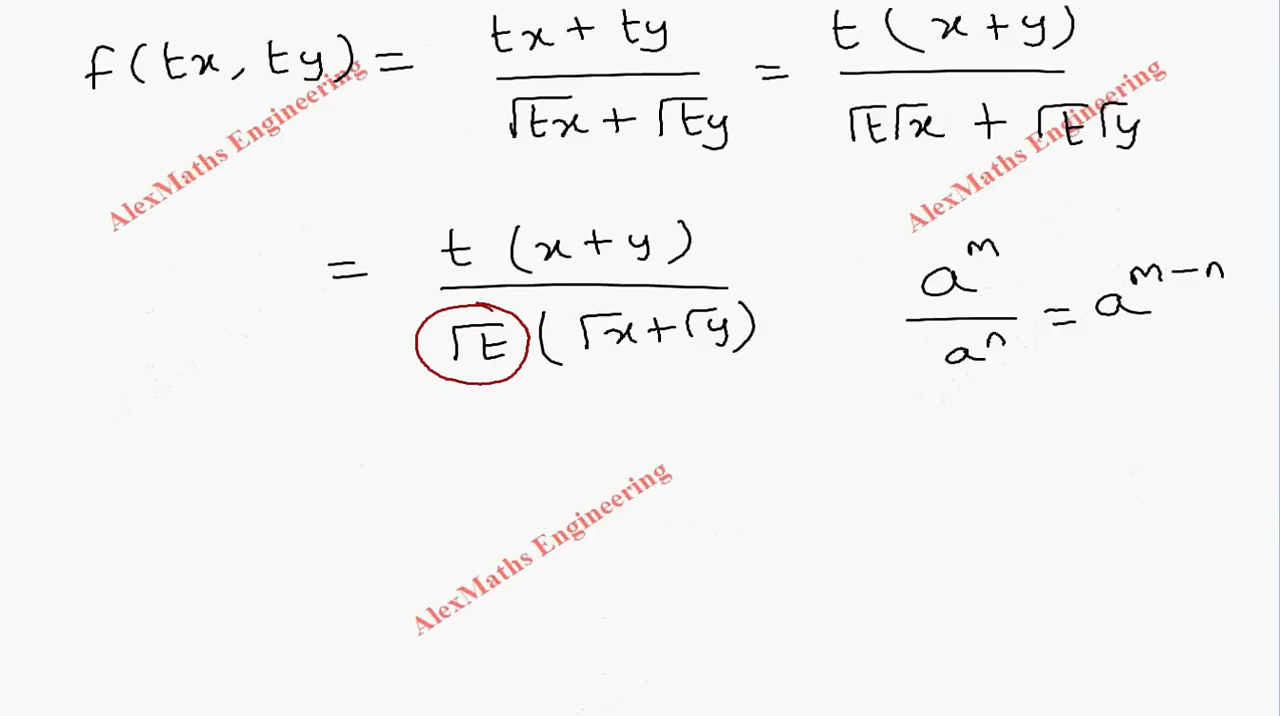 f(tx, ty) = (tx + ty)/(√tx + √ty) = t(x+y)/(√t√x + √t√y)
= t(x+y)/(√t(√x+√y))
a^m/a^n = a^(m-n)
AlexMaths Engineering
AlexMaths Engineering
AlexMaths Engineering